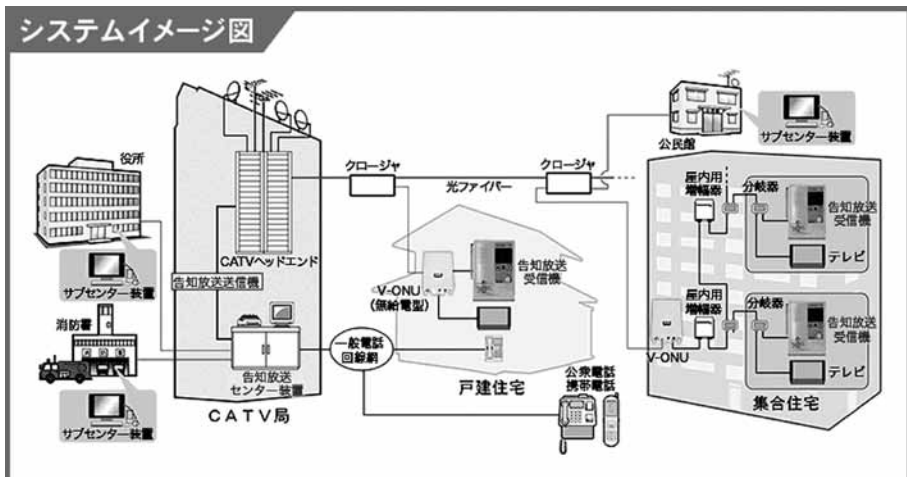 システムイメージ図
役所
サブセンター装置
消防署
サブセンター装置
CATVヘッドエンド
告知放送送信機
告知放送
センター装置
CATV局
クロージャ
光ファイバー
クロージャ
V-ONU
(無給電型)
告知放送
受信機
一般電話
回線網
戸建住宅
公衆電話
携帯電話
公民館
サブセンター装置
屋内用
増幅器
分岐器
告知放送
受信機
テレビ
V-ONU
屋内用
増幅器
分岐器
告知放送
受信機
テレビ
集合住宅